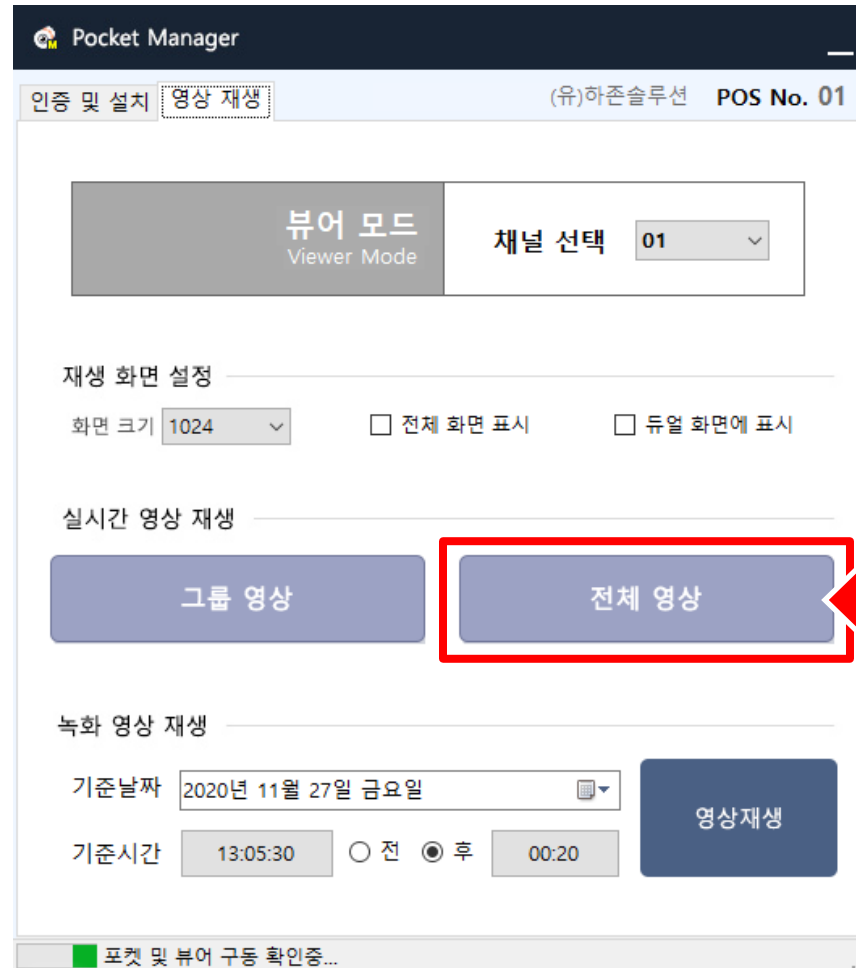 Pocket Manager
인증 및 설치 영상 재생 (유)하존솔루션 POS No. 01
뷰어 모드
Viewer Mode
채널 선택 01
재생 화면 설정
화면 크기 1024 전체 화면 표시 듀얼 화면에 표시
실시간 영상 재생
그룹 영상 전체 영상
녹화 영상 재생
기준날짜 2020년 11월 27일 금요일
영상재생
기준시간 13:05:30 전 후 00:20
포켓 및 뷰어 구동 확인중...